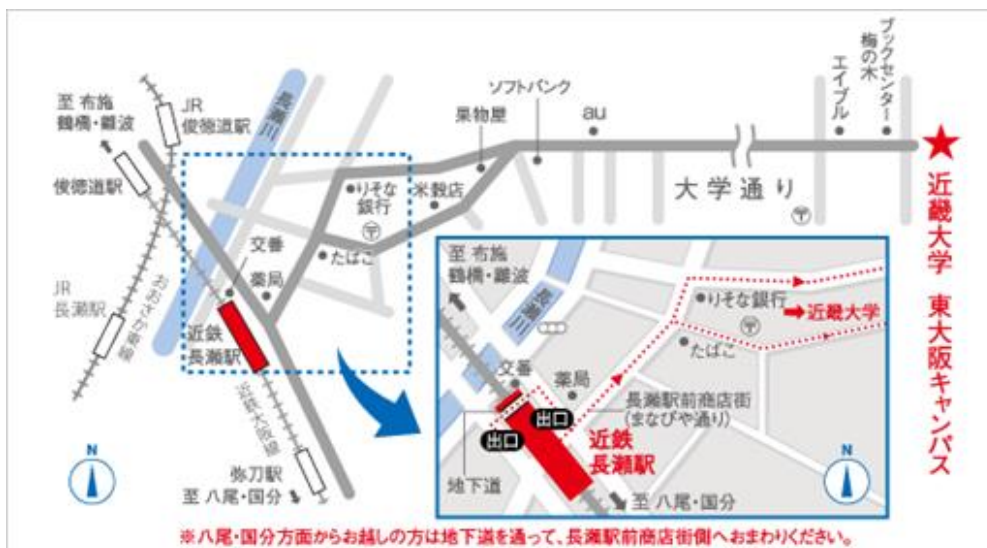 至 布施
鶴橋・難波
JR
俊徳道駅
長瀬川
俊徳道駅
交番
薬局
JR
長瀬駅
おおさか東線
近鉄
長瀬駅
近鉄大阪線
弥刀駅
至 八尾・国分
N
りそな
銀行
〒
たばこ
米穀店
果物屋
ソフトバンク
au
大学通り
〒
エイブル
ブックセンター
梅の木
★
近畿大学 東大阪キャンパス
至 布施
鶴橋・難波
長瀬川
交番
薬局
りそな銀行
〒
近畿大学
たばこ
長瀬駅前商店街
(まなびや通り)
出口
出口
近鉄
長瀬駅
地下道
至 八尾・国分
N
※八尾・国分方面からお越しの方は地下道を通って、長瀬駅前商店街側へおまわりください。